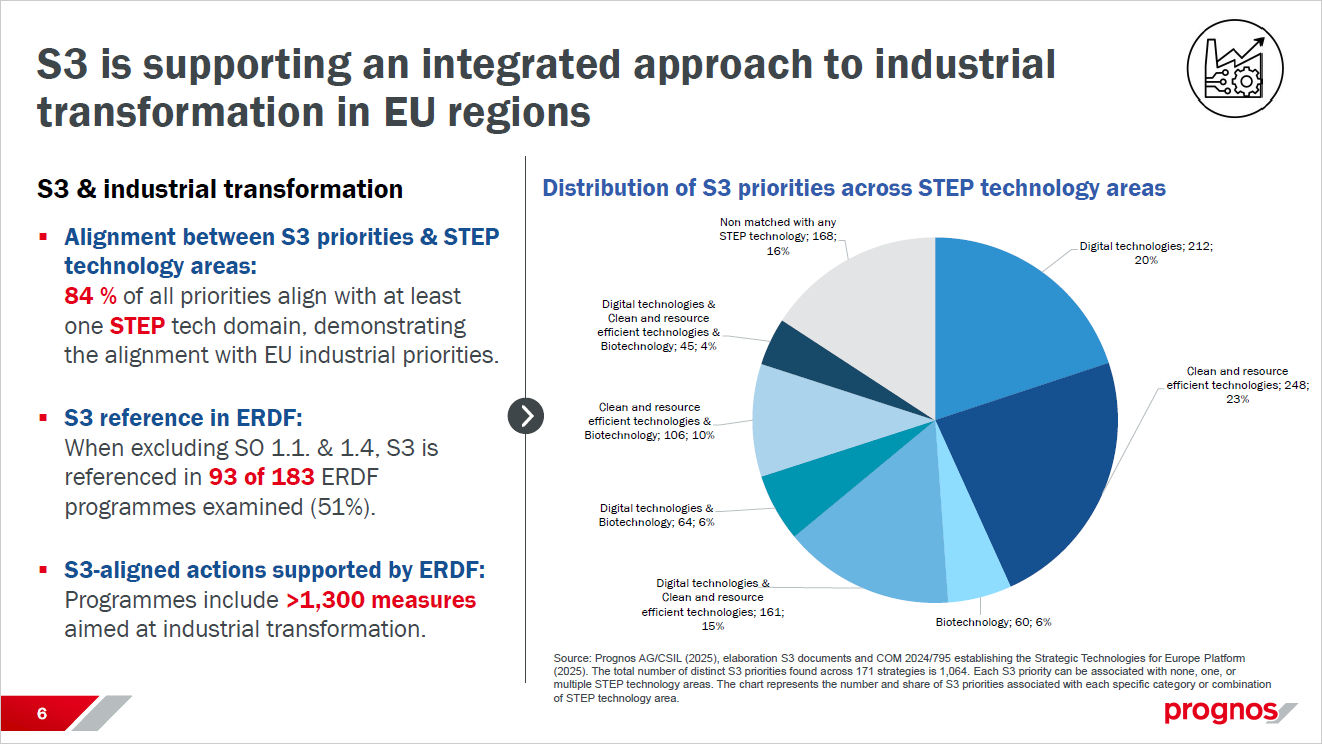 S3 is supporting an integrated approach to industrial
transformation in EU regions
S3 & industrial transformation
Alignment between S3 priorities & STEP
technology areas:
84 % of all priorities align with at least
one STEP tech domain, demonstrating
the alignment with EU industrial priorities.
S3 reference in ERDF:
When excluding SO 1.1. & 1.4, S3 is
referenced in 93 of 183 ERDF
programmes examined (51%).
S3-aligned actions supported by ERDF:
Programmes include >1,300 measures
aimed at industrial transformation.
Distribution of S3 priorities across STEP technology areas
Non matched with any
STEP technology; 168;
16%
Digital technologies; 212;
20%
Digital technologies &
Clean and resource
efficient technologies &
Biotechnology; 45; 4%
Clean and resource
efficient technologies; 248;
23%
Clean and resource
efficient technologies &
Biotechnology; 106; 10%
Digital technologies &
Biotechnology; 64; 6%
Digital technologies &
Clean and resource
efficient technologies; 161;
15%
Biotechnology; 60; 6%
Source: Prognos AG/CSIL (2025), elaboration S3 documents and COM 2024/795 establishing the Strategic Technologies for Europe Platform
(2025). The total number of distinct S3 priorities found across 171 strategies is 1,064. Each S3 priority can be associated with none, one, or
multiple STEP technology areas. The chart represents the number and share of S3 priorities associated with each specific category or combination
of STEP technology area.
6
prognos